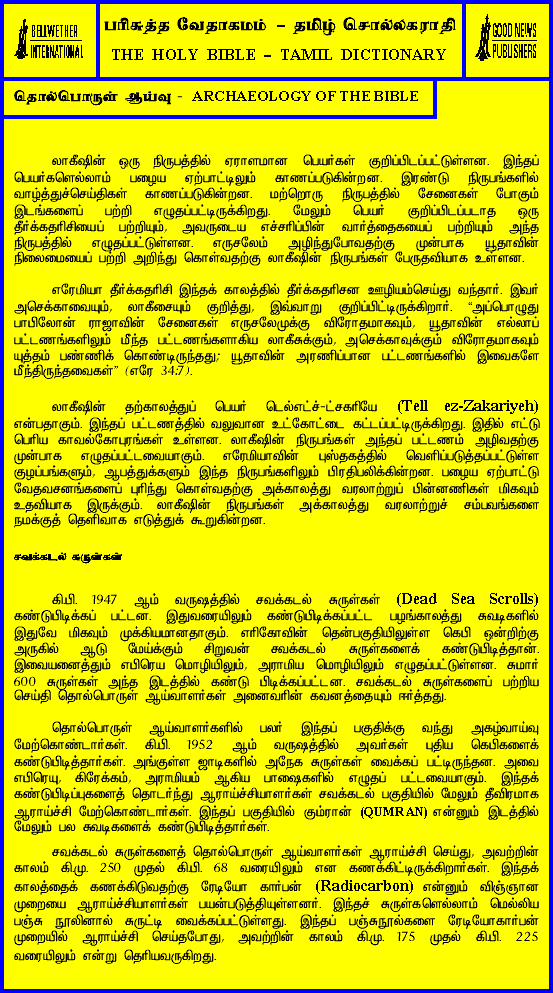 BELLWETHER
INTERNATIONAL
பரிசுத்த வேதாகமம் – தமிழ் சொல்லகராதி
THE HOLY BIBLE – TAMIL DICTIONARY
GOOD NEWS
PUBLISHERS
தொல்பொருள் ஆய்வு - ARCHAEOLOGY OF THE BIBLE
லாகீஷின் ஒரு நிருபத்தில் ஏராளமான பெயர்கள் குறிப்பிடப்பட்டுள்ளன. இந்தப்
பெயர்களெல்லாம் பழைய ஏற்பாட்டிலும் காணப்படுகின்றன. இரண்டு நிருபங்களில்
வாழ்த்துச்செய்திகள் காணப்படுகின்றன. மற்றொரு நிருபத்தில் சேனைகள் போகும்
இடங்களைப் பற்றி எழுதப்பட்டிருக்கிறது. மேலும் பெயர் குறிப்பிடப்படாத ஒரு
தீர்க்கதரிசியைப் பற்றியும், அவருடைய எச்சரிப்பின் வார்த்தைகயைப் பற்றியும் அந்த
நிருபத்தில் எழுதப்பட்டுள்ளன. எருசலேம் அழிந்துபோவதற்கு முன்பாக யூதாவின்
நிலைமையைப் பற்றி அறிந்து கொள்வதற்கு லாகீஷின் நிருபங்கள் பேருதவியாக உள்ளன.
எரேமியா தீர்க்கதரிசி இந்தக் காலத்தில் தீர்க்கதரிசன ஊழியம்செய்து வந்தார். இவர்
அசெக்காவையும், லாகீசையும் குறித்து, இவ்வாறு குறிப்பிட்டிருக்கிறார். “அப்பொழுது
பாபிலோன் ராஜாவின் சேனைகள் எருசலேமுக்கு விரோதமாகவும், யூதாவின் எல்லாப்
பட்டணங்களிலும் மீந்த பட்டணங்களாகிய லாகீசுக்கும், அசெக்காவுக்கும் விரோதமாகவும்
யுத்தம் பண்ணிக் கொண்டிருந்தது; யூதாவின் அரணிப்பான பட்டணங்களில் இவைகளே
மீந்திருந்தவைகள்” (எரே 34:7).
லாகீஷின் தற்காலத்துப் பெயர் டெல்எட்ச்-ட்சகரியே (Tell ez-Zakariyeh)
என்பதாகும். இந்தப் பட்டணத்தில் வலுவான உட்கோட்டை கட்டப்பட்டிருக்கிறது. இதில் எட்டு
பெரிய காவல்கோபுரங்கள் உள்ளன. லாகீஷின் நிருபங்கள் அந்தப் பட்டணம் அழிவதற்கு
முன்பாக எழுதப்பட்டவையாகும். எரேமியாவின் புஸ்தகத்தில் வெளிப்படுத்தப்பட்டுள்ள
குழப்பங்களும், ஆபத்துக்களும் இந்த நிருபங்களிலும் பிரதிபலிக்கின்றன. பழைய ஏற்பாட்டு
வேதவசனங்களைப் புரிந்து கொள்வதற்கு அக்காலத்து வரலாற்றுப் பின்னணிகள் மிகவும்
உதவியாக இருக்கும். லாகீஷின் நிருபங்கள் அக்காலத்து வரலாற்றுச் சம்பவங்களை
நமக்குத் தெளிவாக எடுத்துக் கூறுகின்றன.
சவக்கடல் சுருள்கள்
கி.பி. 1947 ஆம் வருஷத்தில் சவக்கடல் சுருள்கள் (Dead Sea Scrolls)
கண்டுபிடிக்கப் பட்டன. இதுவரையிலும் கண்டுபிடிக்கப்பட்ட பழங்காலத்து சுவடிகளில்
இதுவே மிகவும் முக்கியமானதாகும். எரிகோவின் தென்பகுதியிலுள்ள கெபி ஒன்றிற்கு
அருகில் ஆடு மேய்க்கும் சிறுவன் சவக்கடல் சுருள்களைக் கண்டுபிடித்தான்.
இவையனைத்தும் எபிரெய மொழியிலும், அராமிய மொழியிலும் எழுதப்பட்டுள்ளன. சுமார்
600 சுருள்கள் அந்த இடத்தில் கண்டு பிடிக்கப்பட்டன. சவக்கடல் சுருள்களைப் பற்றிய
செய்தி தொல்பொருள் ஆய்வாளர்கள் அனைவரின் கவனத்தையும் ஈர்த்தது.
தொல்பொருள் ஆய்வாளர்களில் பலர் இந்தப் பகுதிக்கு வந்து அகழ்வாய்வு
மேற்கொண்டார்கள். கி.பி. 1952 ஆம் வருஷத்தில் அவர்கள் புதிய கெபிகளைக்
கண்டுபிடித்தார்கள். அங்குள்ள ஜாடிகளில் அநேக சுருள்கள் வைக்கப் பட்டிருந்தன. அவை
எபிரெயு, கிரேக்கம், அராமியம் ஆகிய பாஷைகளில் எழுதப் பட்டவையாகும். இந்தக்
கண்டுபிடிப்புகளைத் தொடர்ந்து ஆராய்ச்சியாளர்கள் சவக்கடல் பகுதியில் மேலும் தீவிரமாக
ஆராய்ச்சி மேற்கொண்டார்கள். இந்தப் பகுதியில் கும்ரான் (QUMRAN) என்னும் இடத்தில்
மேலும் பல சுவடிகளைக் கண்டுபிடித்தார்கள்.
சவக்கடல் சுருள்களைத் தொல்பொருள் ஆய்வாளர்கள் ஆராய்ச்சி செய்து, அவற்றின்
காலம் கி.மு. 250 முதல் கி.பி. 68 வரையிலும் என கணக்கிட்டிருக்கிறார்கள். இந்தக்
காலத்தைக் கணக்கிடுவதற்கு ரேடியோ கார்பன் (Radiocarbon) என்னும் விஞ்ஞான
முறையை ஆராய்ச்சியாளர்கள் பயன்படுத்தியுள்ளனர். இந்தச் சுருள்களெல்லாம் மெல்லிய
பஞ்சு நூலினால் சுருட்டி வைக்கப்பட்டுள்ளது. இந்தப் பஞ்சுநூல்களை ரேடியோகார்பன்
முறையில் ஆராய்ச்சி செய்தபோது, அவற்றின் காலம் கி.மு. 175 முதல் கி.பி. 225
வரையிலும் என்று தெரியவருகிறது.